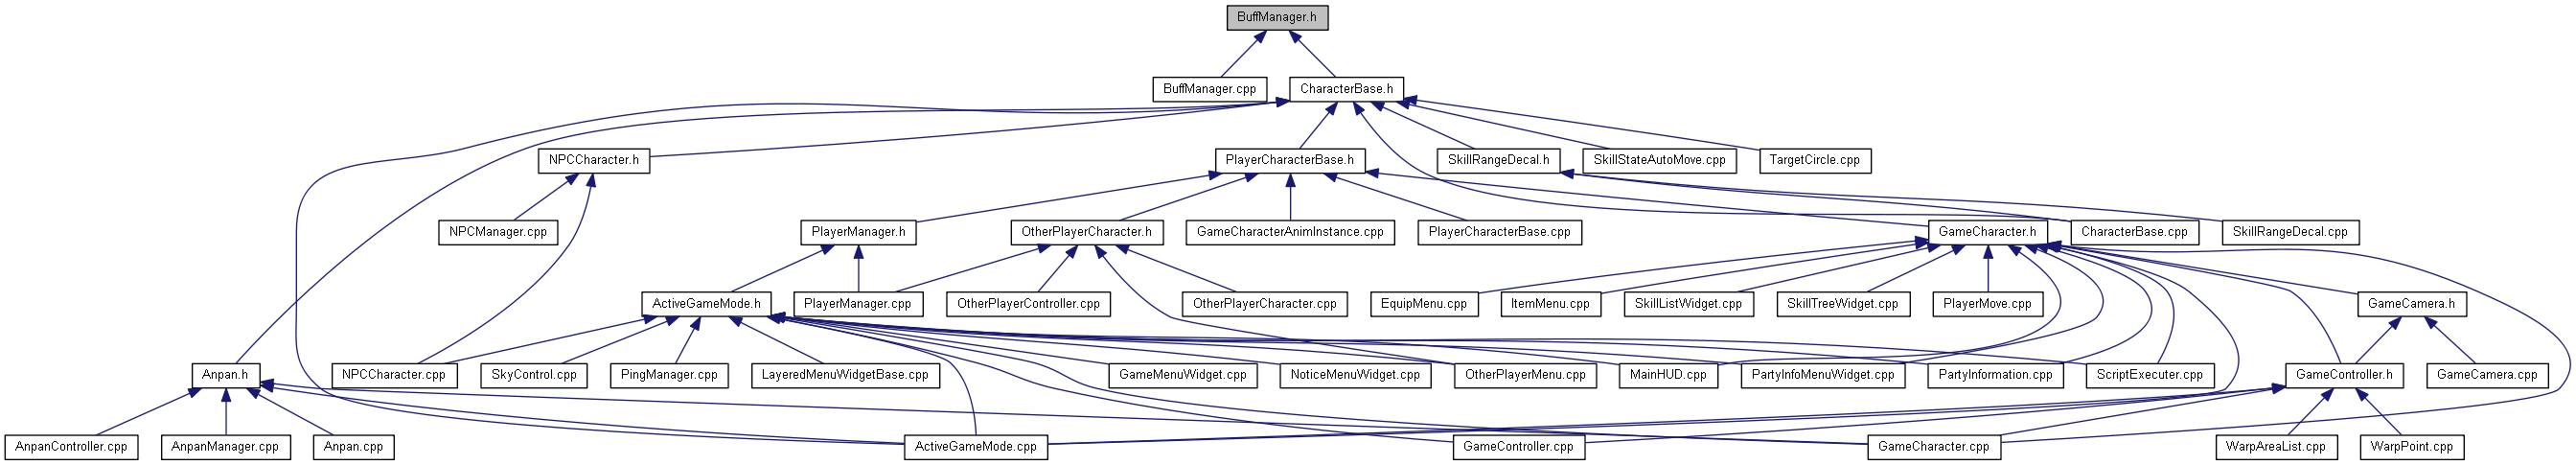 BuffManager.h
BuffManager.cpp
CharacterBase.h
NPCCharacter.h
PlayerCharacterBase.h
SkillRangeDecal.h
SkillStateAutoMove.cpp
TargetCircle.cpp
NPCManager.cpp
PlayerManager.h
OtherPlayerCharacter.h
GameCharacterAnimInstance.cpp
PlayerCharacterBase.cpp
GameCharacter.h
CharacterBase.cpp
SkillRangeDecal.cpp
ActiveGameMode.h
PlayerManager.cpp
OtherPlayerController.cpp
OtherPlayerCharacter.cpp
EquipMenu.cpp
ItemMenu.cpp
SkillListWidget.cpp
SkillTreeWidget.cpp
PlayerMove.cpp
GameCamera.h
Anpan.h
NPCCharacter.cpp
SkyControl.cpp
PingManager.cpp
LayeredMenuWidgetBase.cpp
GameMenuWidget.cpp
NoticeMenuWidget.cpp
OtherPlayerMenu.cpp
MainHUD.cpp
PartyInfoMenuWidget.cpp
PartyInformation.cpp
ScriptExecuter.cpp
GameController.h
GameCamera.cpp
AnpanController.cpp
AnpanManager.cpp
Anpan.cpp
ActiveGameMode.cpp
GameController.cpp
GameCharacter.cpp
WarpAreaList.cpp
WarpPoint.cpp